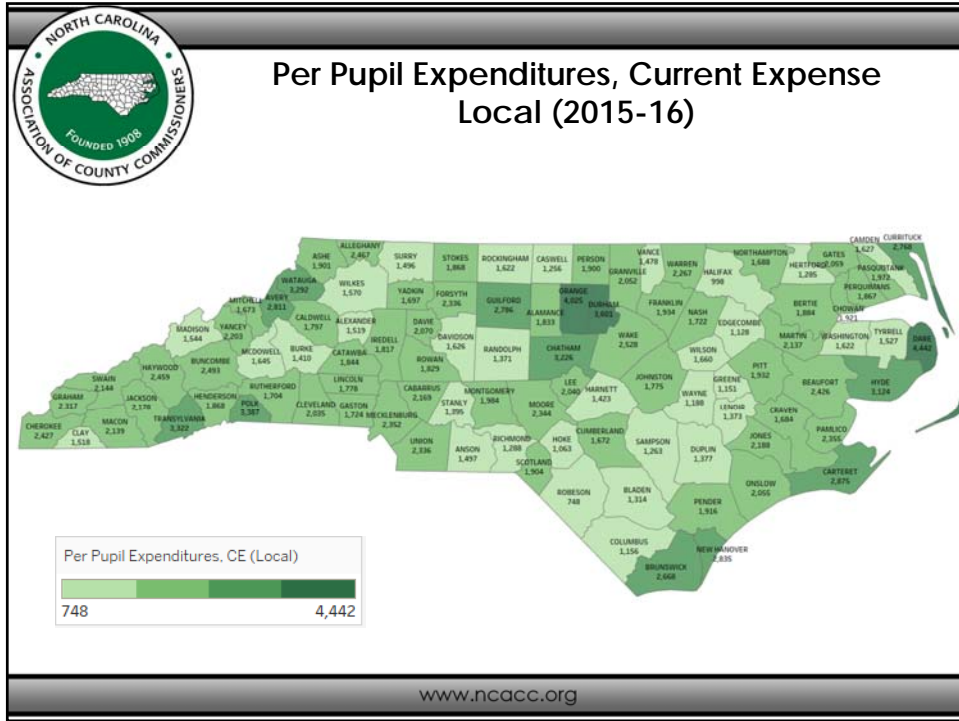 NORTH CAROLINA
ASSOCIATION OF COUNTY COMMISSIONERS
FOUNDED 1908
Per Pupil Expenditures, Current Expense
Local (2015-16)
CAMDEN
1,627
CURRITUCK
2,768
ALLEGHANY
2,467
ASHE
1,901
SURRY
1,496
STOKES
1,868
ROCKINGHAM
1,622
CASWELL
1,256
PERSON
1,900
VANCE
1,478
GRANVILLE
2,052
WARREN
2,267
NORTHAMPTON
1,688
HALIFAX
998
HERTFORD
1,205
GATES
2,059
PASQUOTANK
1,972
PERQUIMANS
1,867
CHOWAN
1,921
WATAUGA
3,292
AVERY
2,811
MITCHELL
1,673
WILKES
1,570
YADKIN
1,697
FORSYTH
2,336
GUILFORD
2,786
ALAMANCE
1,833
ORANGE
4,025
DURHAM
3,601
FRANKLIN
1,934
NASH
1,722
EDGECOMBE
1,128
BERTIE
1,884
MADISON
1,544
YANCEY
2,203
CALDWELL
1,797
ALEXANDER
1,519
IREDELL
1,817
DAVIE
2,070
DAVIDSON
1,626
RANDOLPH
1,371
CHATHAM
3,226
WAKE
2,528
WILSON
1,660
MARTIN
2,137
WASHINGTON
1,622
TYRRELL
1,527
DARE
4,442
BUNCOMBE
2,493
MCDOWELL
1,645
BURKE
1,410
CATAWBA
1,844
ROWAN
1,829
SWAIN
2,144
HAYWOOD
2,459
RUTHERFORD
1,704
LINCOLN
1,778
CABARRUS
2,169
MONTGOMERY
1,984
LEE
2,040
HARNETT
1,423
JOHNSTON
1,775
GREENE
1,151
PITT
1,932
BEAUFORT
2,426
HYDE
3,124
GRAHAM
2,317
JACKSON
2,178
HENDERSON
1,868
POLK
3,387
CLEVELAND
2,035
GASTON
1,724
MECKLENBURG
2,352
STANLY
1,395
MOORE
2,344
WAYNE
1,188
LENOIR
1,373
CRAVEN
1,684
CHEROKEE
2,427
CLAY
1,518
MACON
2,139
TRANSYLVANIA
3,322
UNION
2,336
ANSON
1,497
RICHMOND
1,288
SCOTLAND
1,904
HOKE
1,063
CUMBERLAND
1,672
SAMPSON
1,263
DUPLIN
1,377
JONES
2,188
PAMLICO
2,355
CARTERET
2,875
ROBESON
748
BLADEN
1,314
PENDER
1,916
ONSLOW
2,055
COLUMBUS
1,156
NEW HANOVER
2,835
BRUNSWICK
2,668
Per Pupil Expenditures, CE (Local)
748
4,442
www.ncacc.org